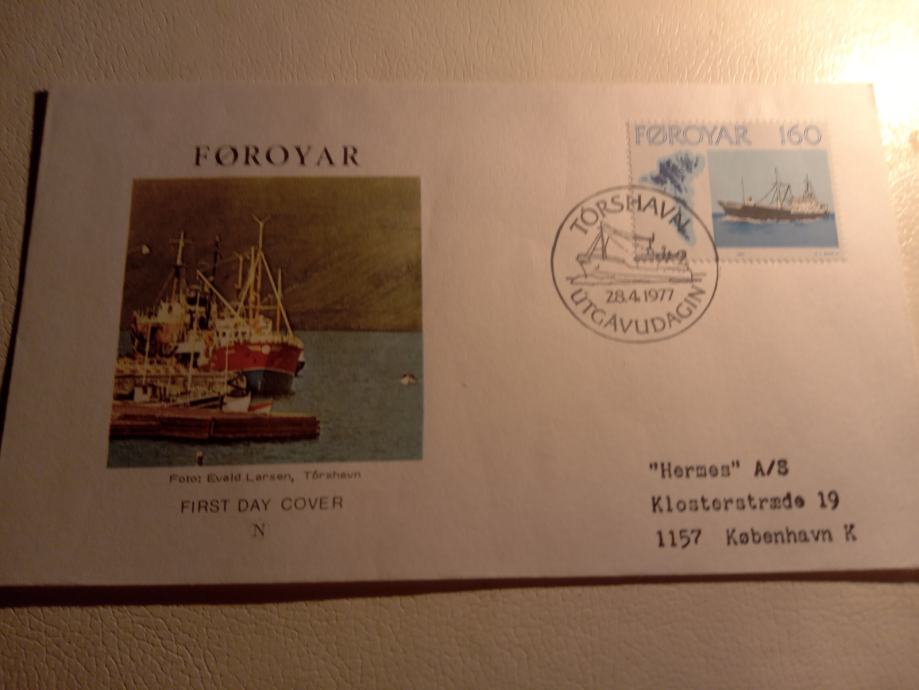 FØROYAR
FØROYAR 160
TÓRSHAVN
28.4.1977
ÚTGÁVUDAGIN
Foto: Evald Larsen, Tórshavn
FIRST DAY COVER
N
"Hermes" A/S
Klosterstræde 19
1157 København K